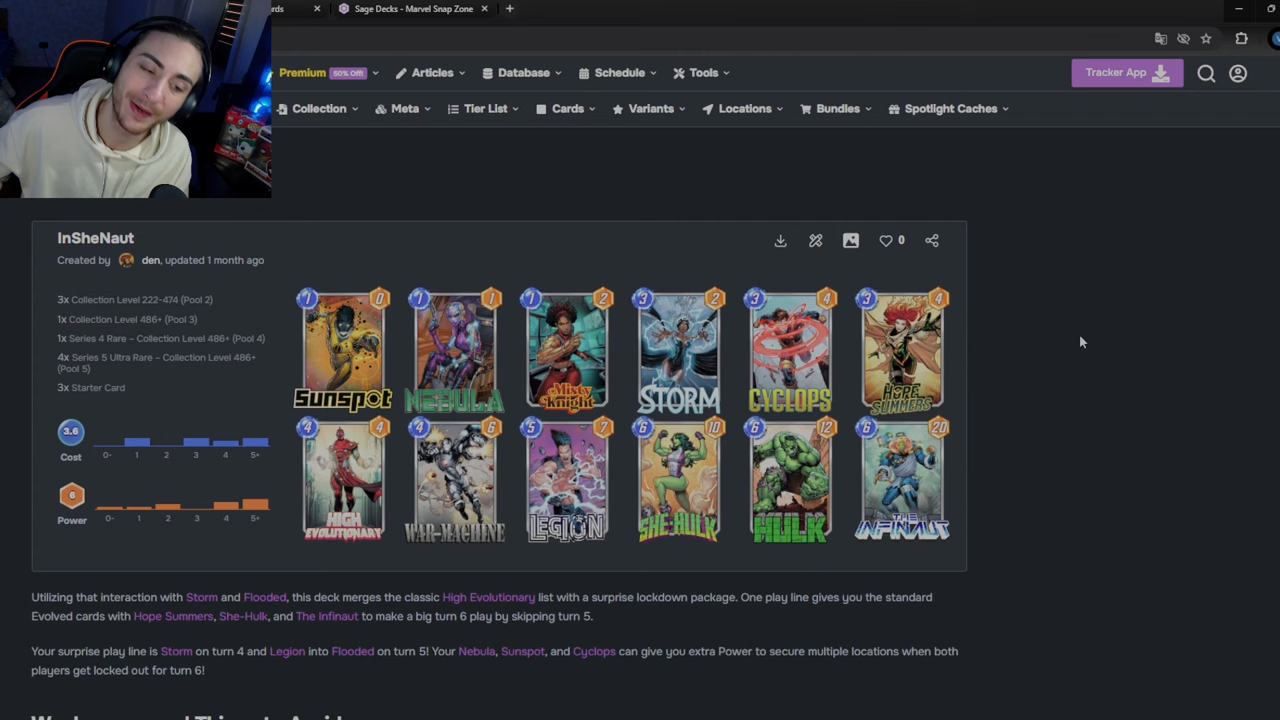 ards
Sage Decks - Marvel Snap Zone
Premium 50% Off!
Articles
Database
Schedule
Tools
Tracker App
Collection
Meta
Tier List
Cards
Variants
Locations
Bundles
Spotlight Caches
InSheNaut
Created by den, updated 1 month ago
0
3x Collection Level 222-474 (Pool 2)
1x Collection Level 486+ (Pool 3)
1x Series 4 Rare – Collection Level 486+ (Pool 4)
4x Series 5 Ultra Rare – Collection Level 486+
(Pool 5)
3x Starter Card
3.6
Cost
0- 1 2 3 4 5+
6
Power
0- 1 2 3 4 5+
1 0 1 1 1 2 3 2 3 4 3 4
SUNSPOT NEBULA Misty Knight STORM CYCLOPS HOPE SUMMERS
4 4 4 6 5 7 6 10 6 12 6 20
HIGH EVOLUTIONARY WAR MACHINE LEGION SHE-HULK HULK THE INFINAUT
Utilizing that interaction with Storm and Flooded, this deck merges the classic High Evolutionary list with a surprise lockdown package. One play line gives you the standard
Evolved cards with Hope Summers, She-Hulk, and The Infinaut to make a big turn 6 play by skipping turn 5.
Your surprise play line is Storm on turn 4 and Legion into Flooded on turn 5! Your Nebula, Sunspot, and Cyclops can give you extra Power to secure multiple locations when both
players get locked out for turn 6!